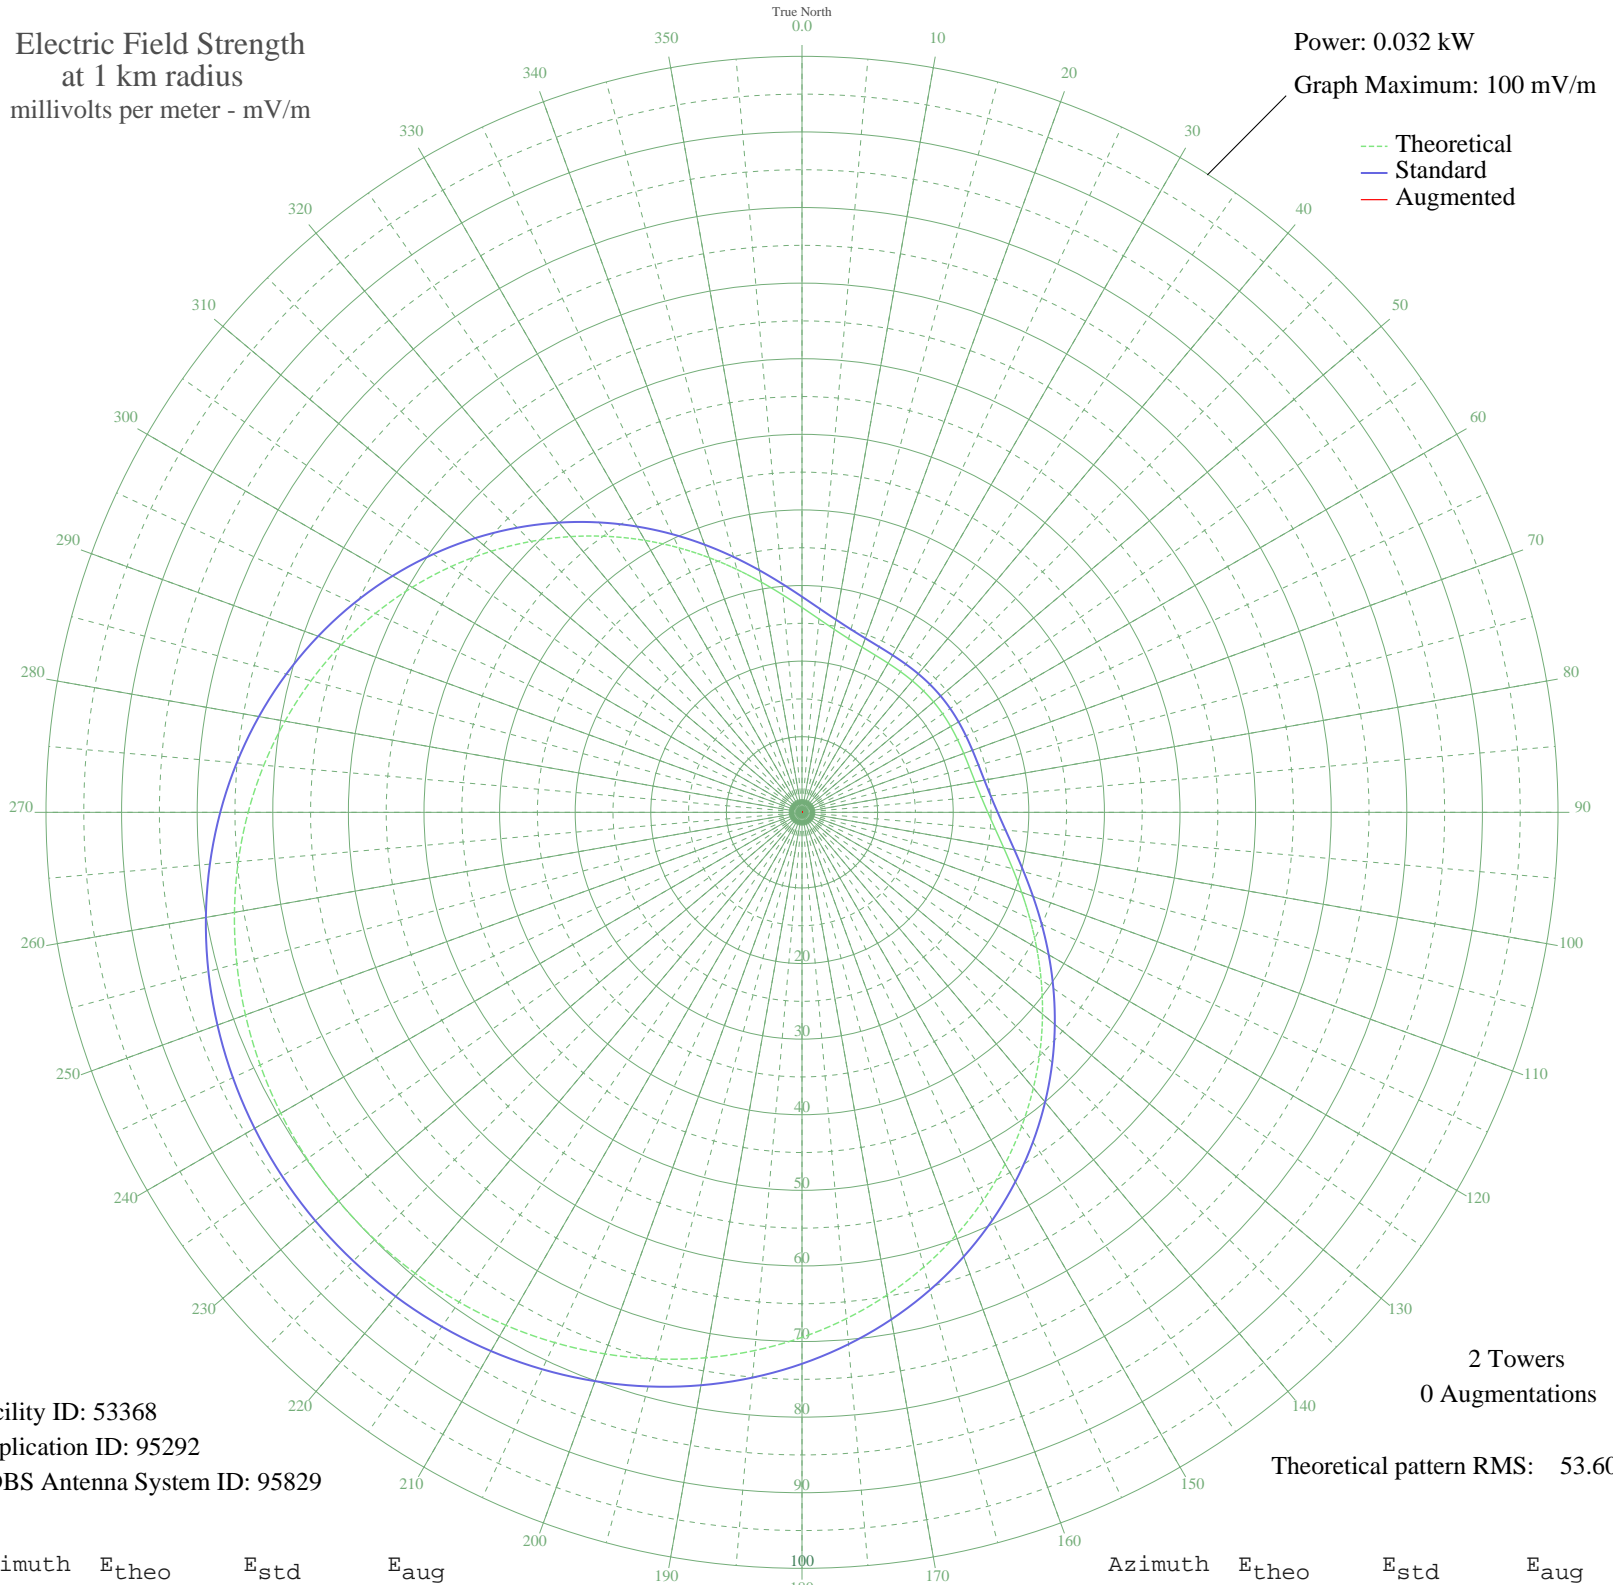 True North
0.0
Electric Field Strength
at 1 km radius
millivolts per meter - mV/m
Power: 0.032 kW
Graph Maximum: 100 mV/m
Theoretical
Standard
Augmented
10
20
30
40
50
60
70
80
90
100
110
120
130
140
150
160
170
190
200
210
220
230
240
250
260
270
280
290
300
310
320
330
340
350
20
30
40
50
60
70
80
90
100
2 Towers
0 Augmentations
Theoretical pattern RMS: 53.60
cility ID: 53368
plication ID: 95292
DBS Antenna System ID: 95829
imuth Etheo Estd Eaug
Azimuth Etheo Estd Eaug